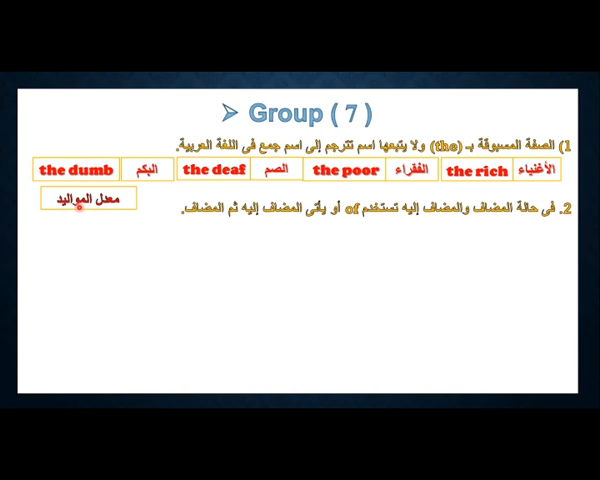 ➢ Group ( 7 )
1) الصفة المسبوقة بـ (the) ولا يتبعها اسم تترجم إلى اسم جمع فى اللغة العربية.
الأغنياء the rich الفقراء the poor الصم the deaf البكم the dumb
2. فى حالة المضاف والمضاف إليه تستخدم of أو يأتى المضاف إليه ثم المضاف.
معدل المواليد